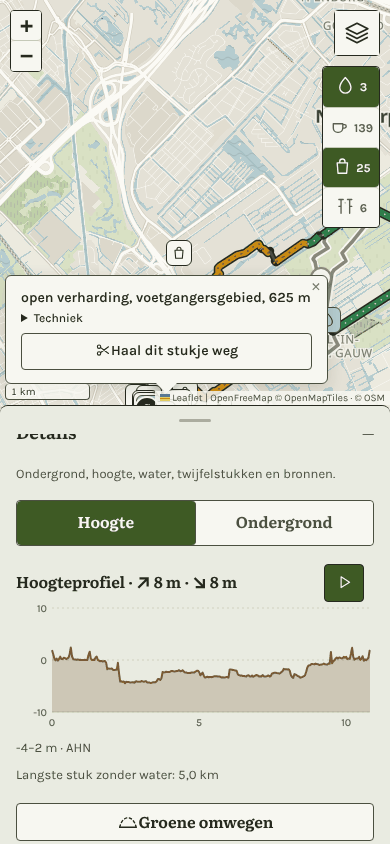 +
−
3
139
25
6
×
open verharding, voetgangersgebied, 625 m
▶ Techniek
Haal dit stukje weg
TEIN-
GAUW
1 km
Leaflet | OpenFreeMap © OpenMapTiles · © OSM
Details
Ondergrond, hoogte, water, twijfelstukken en bronnen.
Hoogte
Ondergrond
Hoogteprofiel · ↗ 8 m · ↘ 8 m
10
0
-10
0
5
10
-4–2 m · AHN
Langste stuk zonder water: 5,0 km
Groene omwegen